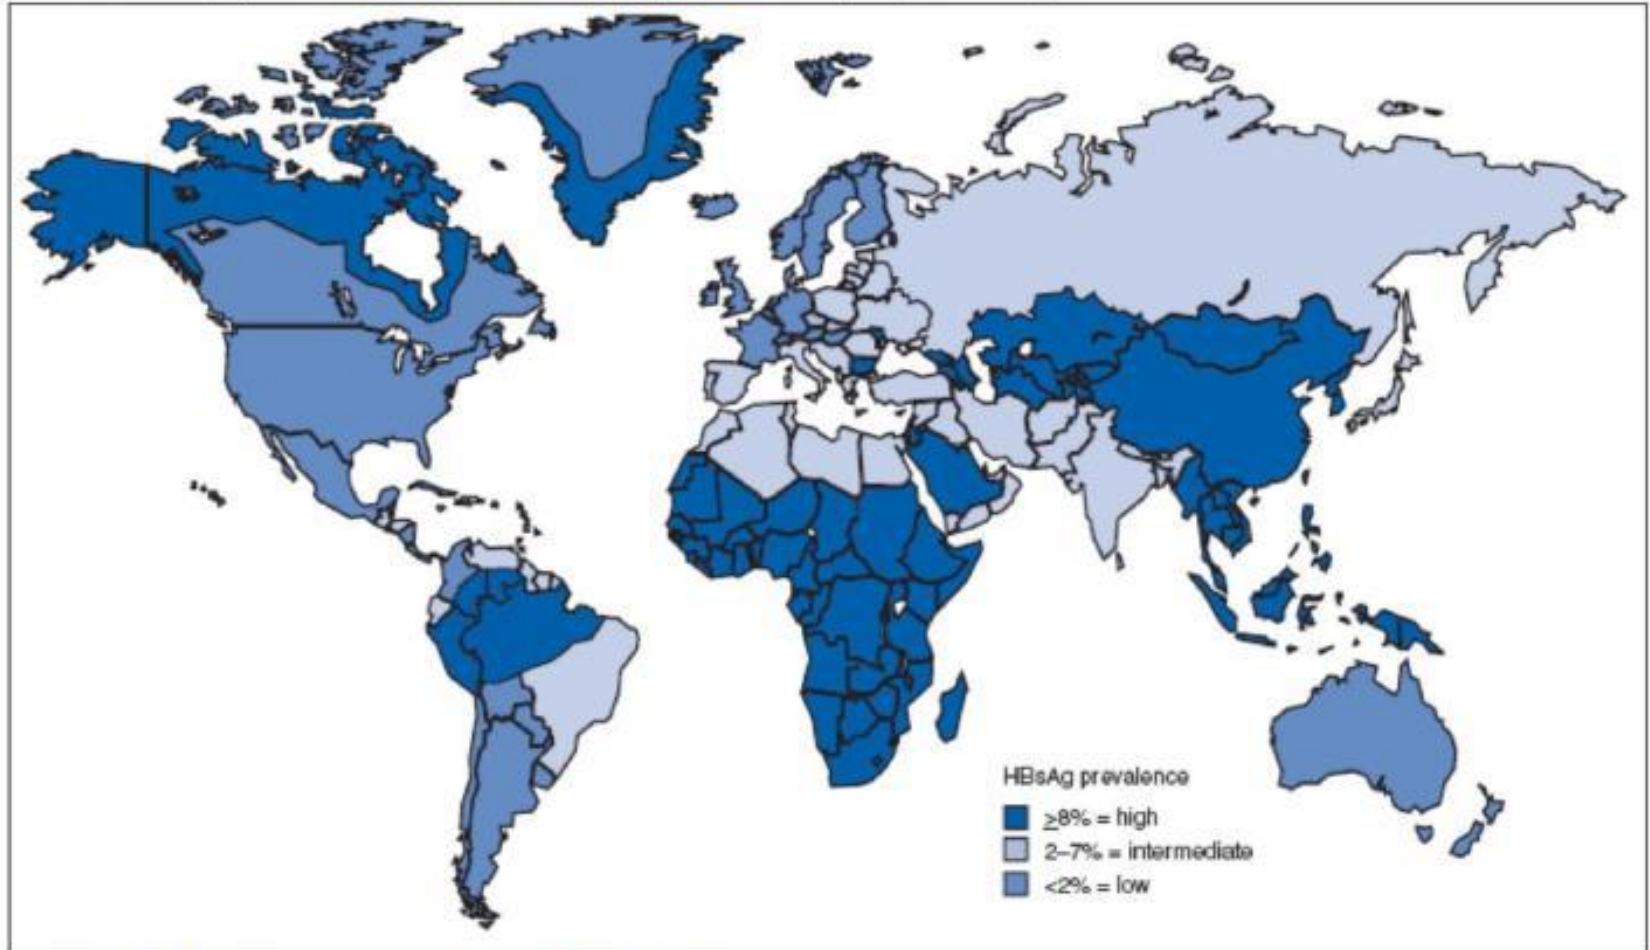 HBsAg prevalence
≥8% = high
2–7% = intermediate
<2% = low